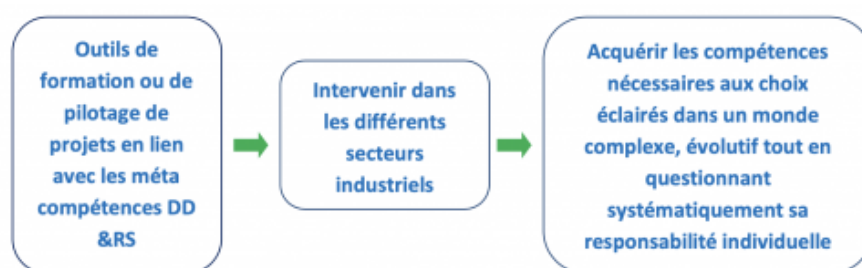 Outils de
formation ou de
pilotage de
projets en lien
avec les méta
compétences DD
&RS
Intervenir dans
les différents
secteurs
industriels
Acquérir les compétences
nécessaires aux choix
éclairés dans un monde
complexe, évolutif tout en
questionnant
systématiquement sa
responsabilité individuelle